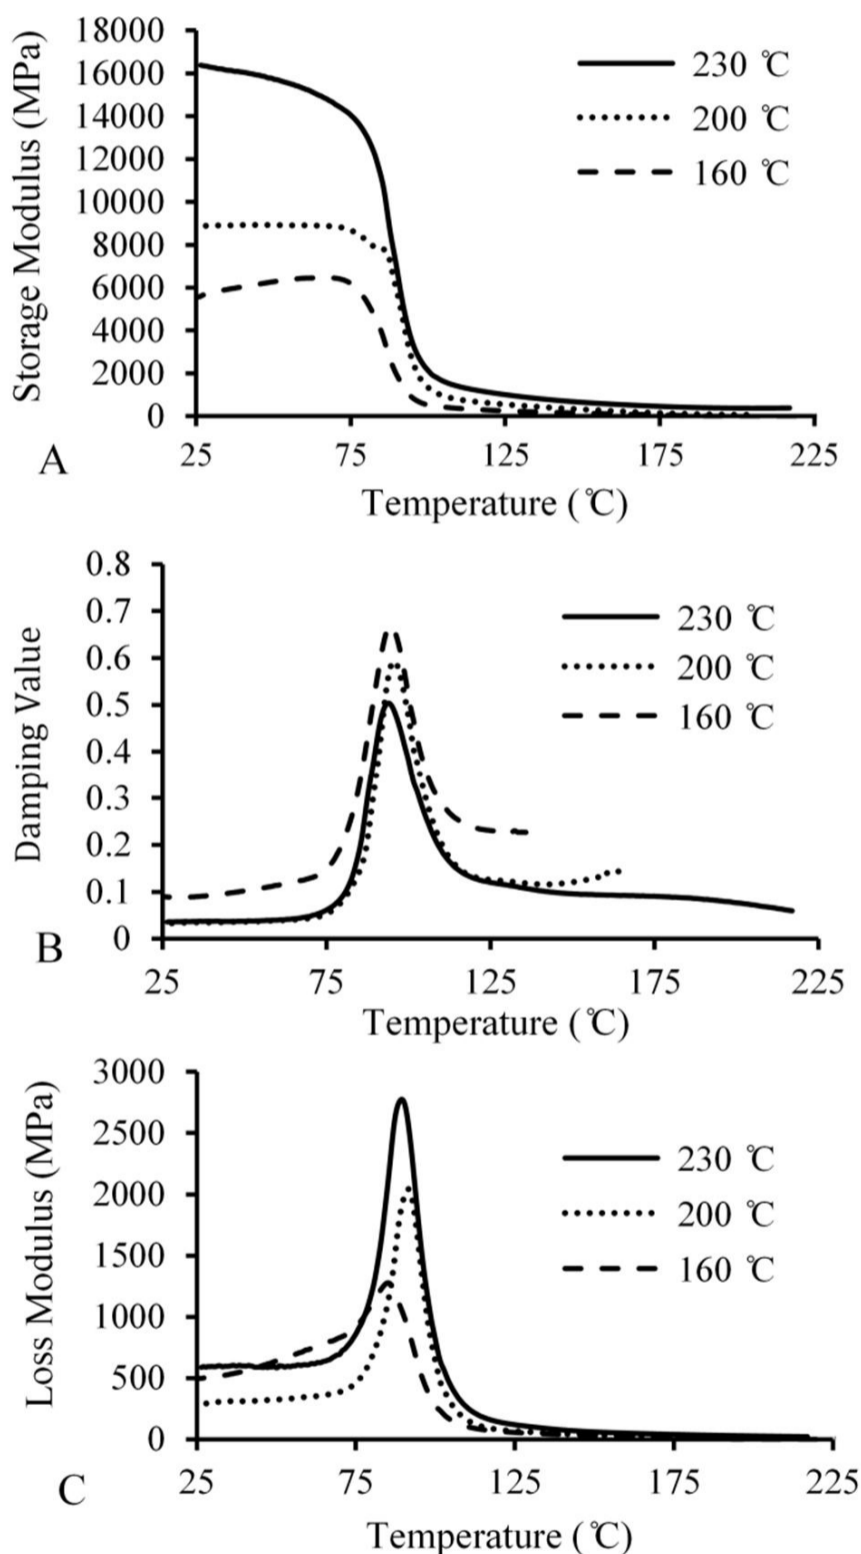 Storage Modulus (MPa)
18000
16000
14000
12000
10000
8000
6000
4000
2000
0
230 ℃
200 ℃
160 ℃
25 75 125 175 225
A
Temperature (℃)
Damping Value
0.8
0.7
0.6
0.5
0.4
0.3
0.2
0.1
0
230 ℃
200 ℃
160 ℃
B
25 75 125 175 225
Temperature (℃)
Loss Modulus (MPa)
3000
2500
2000
1500
1000
500
0
230 ℃
200 ℃
160 ℃
25 75 125 175 225
C
Temperature (℃)